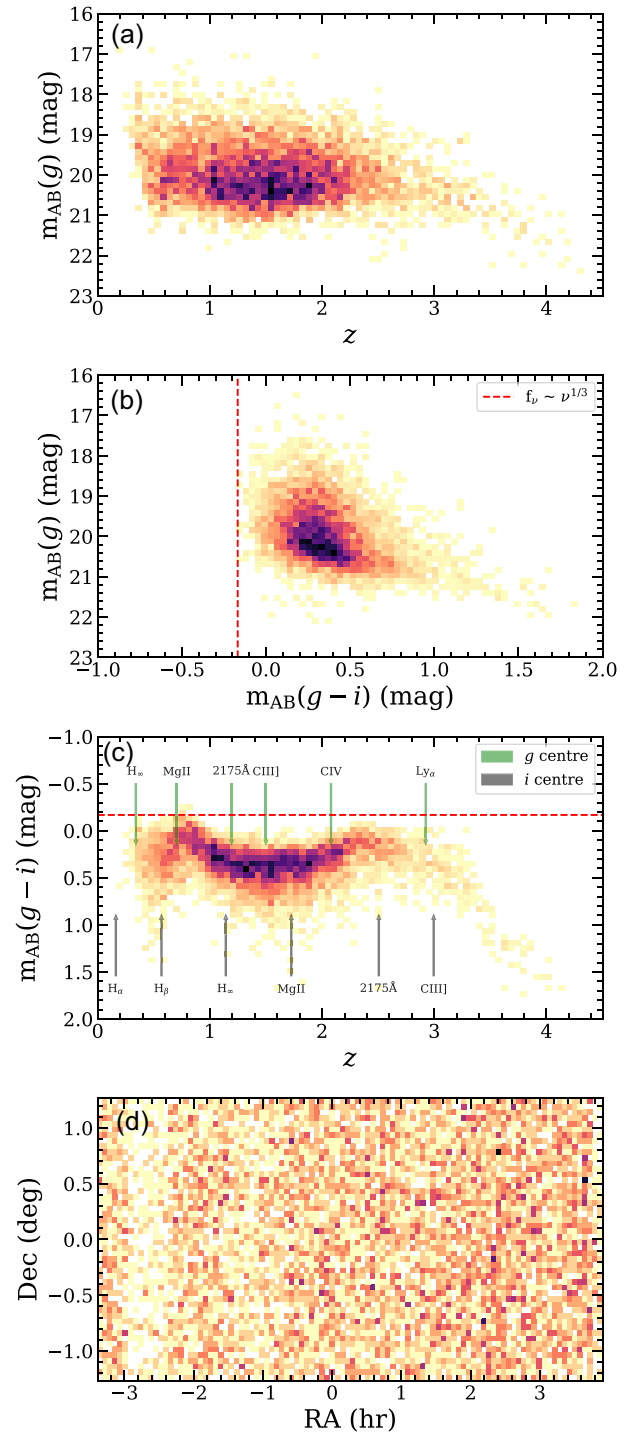 (a)
16
17
18
19
20
21
22
23
m_AB(g) (mag)
0 1 2 3 4
z
(b)
16
17
18
19
20
21
22
23
m_AB(g) (mag)
f_ν ~ ν^1/3
−1.0 −0.5 0.0 0.5 1.0 1.5 2.0
m_AB(g − i) (mag)
(c)
-1.0
-0.5
0.0
0.5
1.0
1.5
2.0
m_AB(g − i) (mag)
g centre
i centre
H_∞ MgII 2175Å CIII] CIV Ly_α
H_α H_β H_∞ MgII 2175Å CIII]
0 1 2 3 4
z
(d)
1.0
0.5
0.0
−0.5
−1.0
Dec (deg)
−3 −2 −1 0 1 2 3
RA (hr)